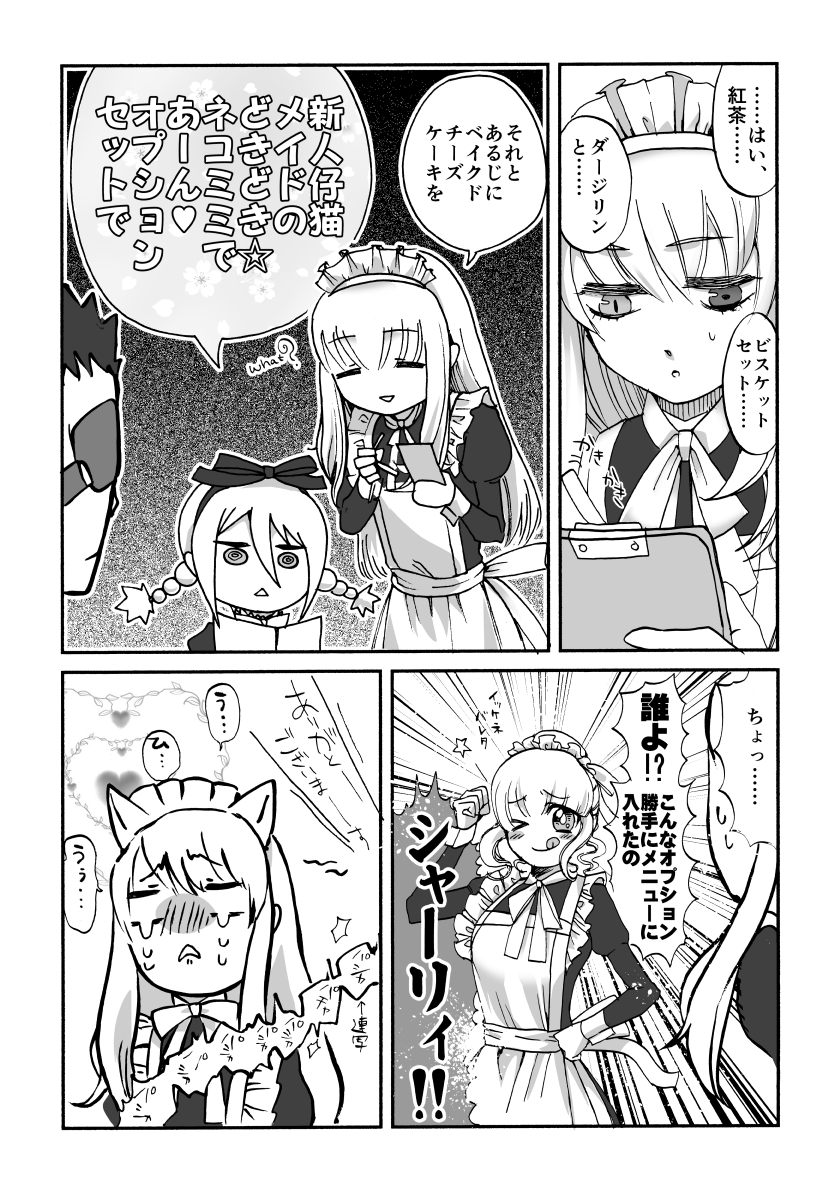 ……はい、
紅茶……
ダージリン
と……
ビスケット
セット……
かき
かき
それと
あるじに
ベイクド
チーズ
ケーキを
新人仔猫
メイドの
どきどき☆
ネコミミで
あーん♥
オプション
セットで
what?
ちょっ……
誰よ!?
こんなオプション
勝手にメニューに
入れたの
イッケネ
バレタ
☆
シャーリィ!!
ありがとー
ございまーす
う…
ひ…
うぅ…
←連写